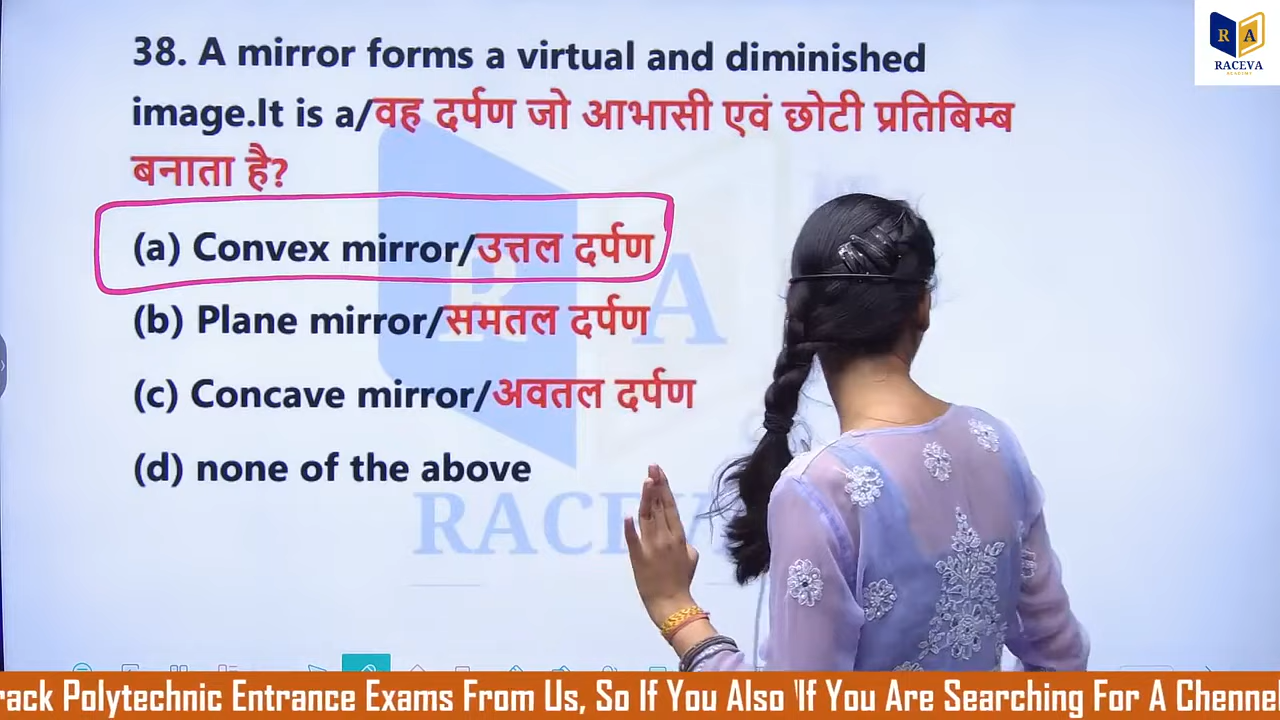 38. A mirror forms a virtual and diminished
image.It is a/वह दर्पण जो आभासी एवं छोटी प्रतिबिम्ब
बनाता है?
(a) Convex mirror/उत्तल दर्पण
(b) Plane mirror/समतल दर्पण
(c) Concave mirror/अवतल दर्पण
(d) none of the above
R A
RACEVA
ACADEMY
R A
RACEVA
rack Polytechnic Entrance Exams From Us, So If You Also 'If You Are Searching For A Chennel